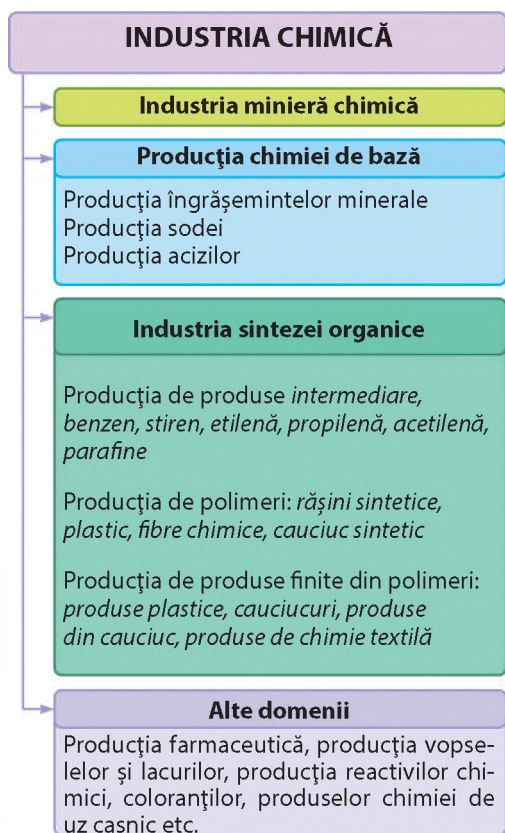 INDUSTRIA CHIMICĂ
Industria minieră chimică
Producţia chimiei de bază
Producţia îngrăşemintelor minerale
Producţia sodei
Producţia acizilor
Industria sintezei organice
Producţia de produse intermediare,
benzen, stiren, etilenă, propilenă, acetilenă,
parafine
Producţia de polimeri: răşini sintetice,
plastic, fibre chimice, cauciuc sintetic
Producţia de produse finite din polimeri:
produse plastice, cauciucuri, produse
din cauciuc, produse de chimie textilă
Alte domenii
Producţia farmaceutică, producţia vopse-
lelor şi lacurilor, producţia reactivilor chi-
mici, coloranţilor, produselor chimiei de
uz casnic etc.